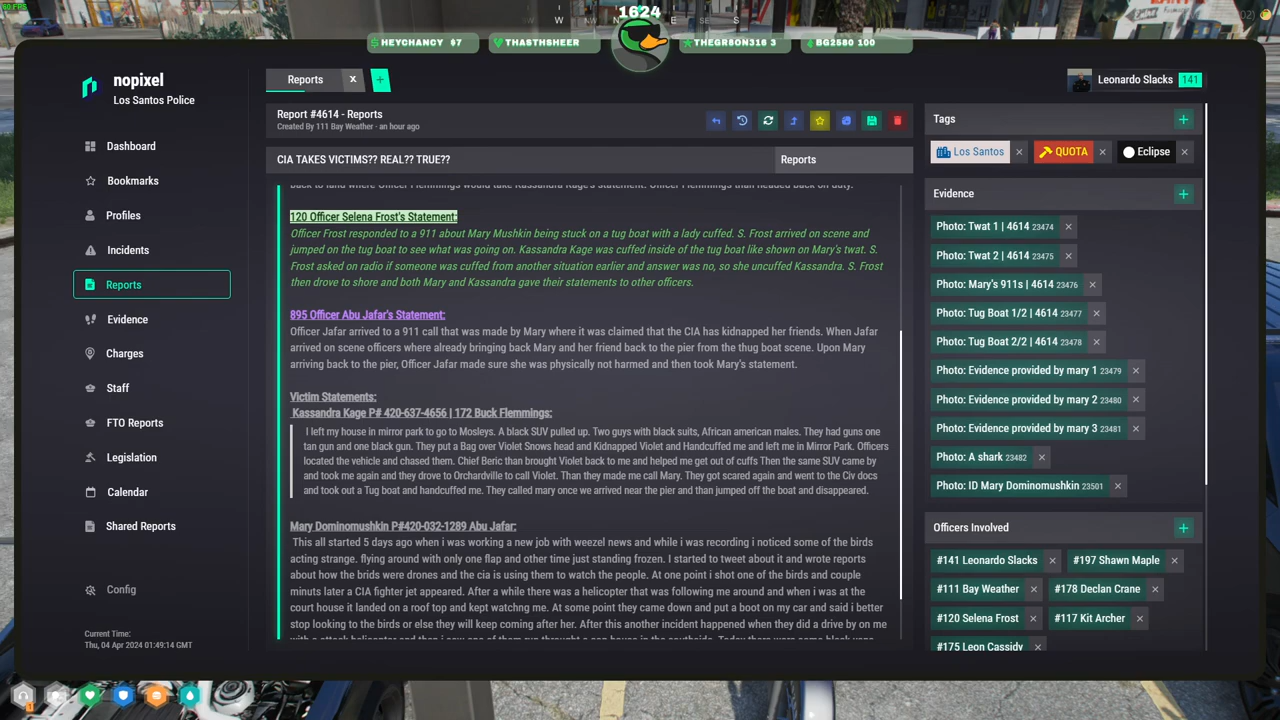 60 FPS
1624
W
NW
N
E
SE
S
HEYCHANCY $7
THASTHSHEER
THEGR8ON316 3
BG2580 100
nopixel
Los Santos Police
Reports
x
+
Leonardo Slacks 141
Dashboard
Bookmarks
Profiles
Incidents
Reports
Evidence
Charges
Staff
FTO Reports
Legislation
Calendar
Shared Reports
Config
Current Time:
Thu, 04 Apr 2024 01:49:14 GMT
Report #4614 - Reports
Created By 111 Bay Weather - an hour ago
CIA TAKES VICTIMS?? REAL?? TRUE??
Reports
back to land where Officer Flemmings would take Kassandra Kage's statement. Officer Flemmings than headed back on duty.
120 Officer Selena Frost's Statement:
Officer Frost responded to a 911 about Mary Mushkin being stuck on a tug boat with a lady cuffed. S. Frost arrived on scene and
jumped on the tug boat to see what was going on. Kassandra Kage was cuffed inside of the tug boat like shown on Mary's twat. S.
Frost asked on radio if someone was cuffed from another situation earlier and answer was no, so she uncuffed Kassandra. S. Frost
then drove to shore and both Mary and Kassandra gave their statements to other officers.
895 Officer Abu Jafar's Statement:
Officer Jafar arrived to a 911 call that was made by Mary where it was claimed that the CIA has kidnapped her friends. When Jafar
arrived on scene officers where already bringing back Mary and her friend back to the pier from the thug boat scene. Upon Mary
arriving back to the pier, Officer Jafar made sure she was physically not harmed and then took Mary's statement.
Victim Statements:
Kassandra Kage P# 420-637-4656 | 172 Buck Flemmings:
I left my house in mirror park to go to Mosleys. A black SUV pulled up. Two guys with black suits, African american males. They had guns one
tan gun and one black gun. They put a Bag over Violet Snows head and Kidnapped Violet and Handcuffed me and left me in Mirror Park. Officers
located the vehicle and chased them. Chief Beric than brought Violet back to me and helped me get out of cuffs Then the same SUV came by
and took me again and they drove to Orchardville to call Violet. Than they made me call Mary. They got scared again and went to the Civ docs
and took out a Tug boat and handcuffed me. They called mary once we arrived near the pier and than jumped off the boat and disappeared.
Mary Dominomushkin P#420-032-1289 Abu Jafar:
This all started 5 days ago when i was working a new job with weezel news and while i was recording i noticed some of the birds
acting strange. flying around with only one flap and other time just standing frozen. I started to tweet about it and wrote reports
about how the brids were drones and the cia is using them to watch the people. At one point i shot one of the birds and couple
minuts later a CIA fighter jet appeared. After a while there was a helicopter that was following me around and when i was at the
court house it landed on a roof top and kept watchng me. At some point they came down and put a boot on my car and said i better
stop looking to the birds or else they will keep coming after her. After this another incident happened when they did a drive by on me
Tags
+
Los Santos x
QUOTA x
Eclipse x
Evidence
+
Photo: Twat 1 | 4614 23474 x
Photo: Twat 2 | 4614 23475 x
Photo: Mary's 911s | 4614 23476 x
Photo: Tug Boat 1/2 | 4614 23477 x
Photo: Tug Boat 2/2 | 4614 23478 x
Photo: Evidence provided by mary 1 23479 x
Photo: Evidence provided by mary 2 23480 x
Photo: Evidence provided by mary 3 23481 x
Photo: A shark 23482 x
Photo: ID Mary Dominomushkin 23501 x
Officers Involved
+
#141 Leonardo Slacks x
#197 Shawn Maple x
#111 Bay Weather x
#178 Declan Crane x
#120 Selena Frost x
#117 Kit Archer x
#175 Leon Cassidy x